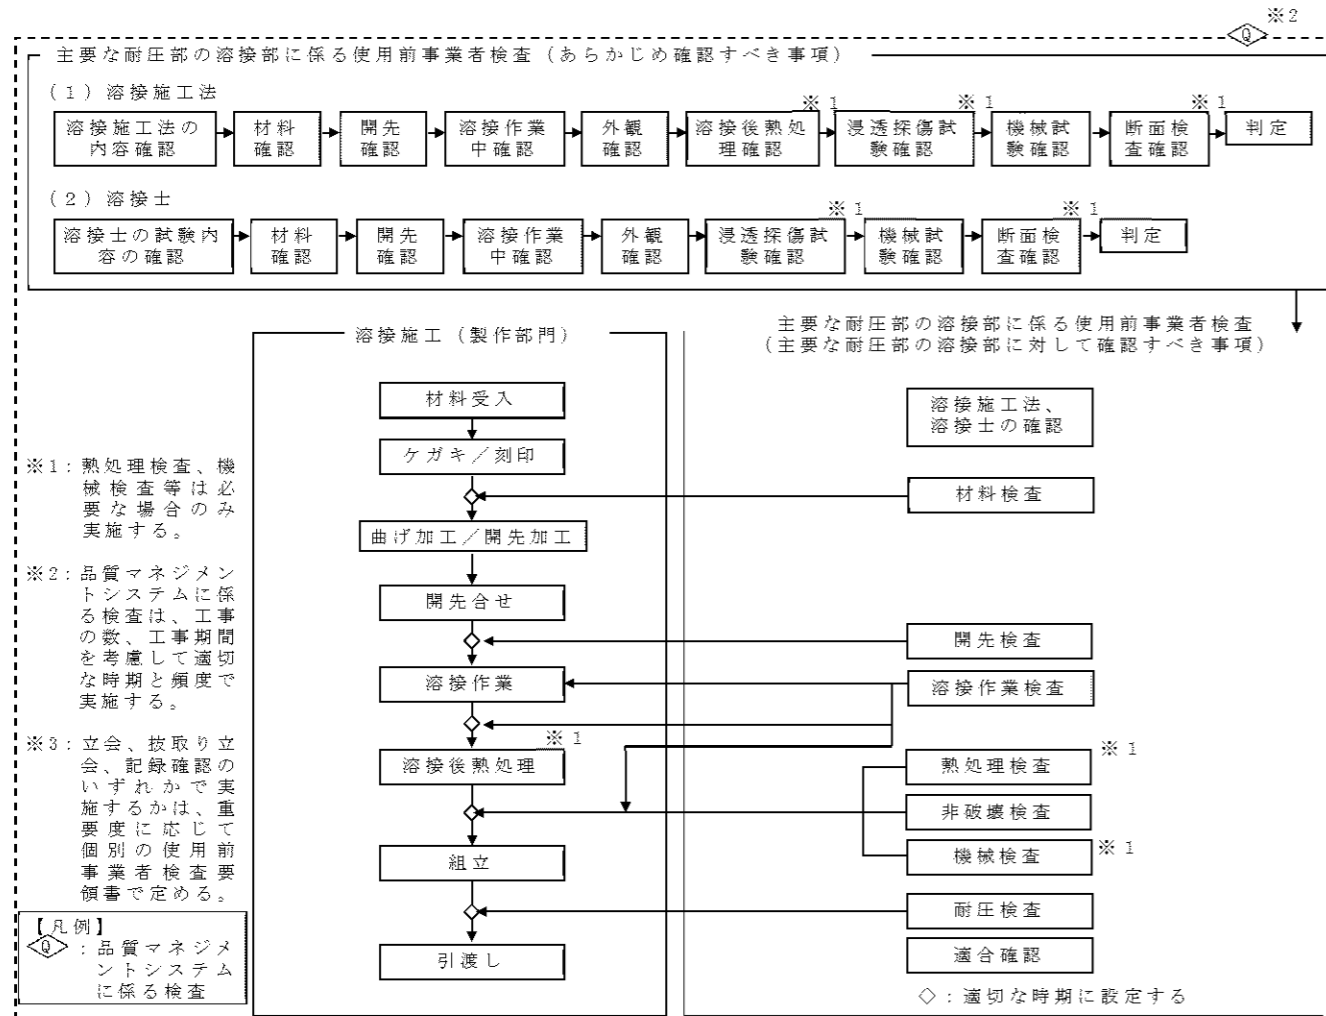 ※2
Q
主要な耐圧部の溶接部に係る使用前事業者検査(あらかじめ確認すべき事項)
(1)溶接施工法
※1
※1
※1
溶接施工法の
内容確認
材料
確認
開先
確認
溶接作業
中確認
外観
確認
溶接後熱処
理確認
浸透探傷試
験確認
機械試
験確認
断面検
査確認
判定
(2)溶接士
※1
※1
溶接士の試験内
容の確認
材料
確認
開先
確認
溶接作業
中確認
外観
確認
浸透探傷試
験確認
機械試
験確認
断面検
査確認
判定
溶接施工(製作部門)
材料受入
ケガキ/刻印
曲げ加工/開先加工
開先合せ
溶接作業
※1
溶接後熱処理
組立
引渡し
主要な耐圧部の溶接部に係る使用前事業者検査
(主要な耐圧部の溶接部に対して確認すべき事項)
溶接施工法、
溶接士の確認
材料検査
開先検査
溶接作業検査
※1
熱処理検査
非破壊検査
機械検査
※1
耐圧検査
適合確認
◇:適切な時期に設定する
※1:熱処理検査、機
械検査等は必
要な場合のみ
実施する。
※2:品質マネジメン
トシステムに係
る検査は、工事
の数、工事期間
を考慮して適切
な時期と頻度で
実施する。
※3:立会、抜取り立
会、記録確認の
いずれかで実
施するかは、重
要度に応じて
個別の使用前
事業者検査要
領書で定める。
【凡例】
Q:品質マネジメ
ントシステム
に係る検査